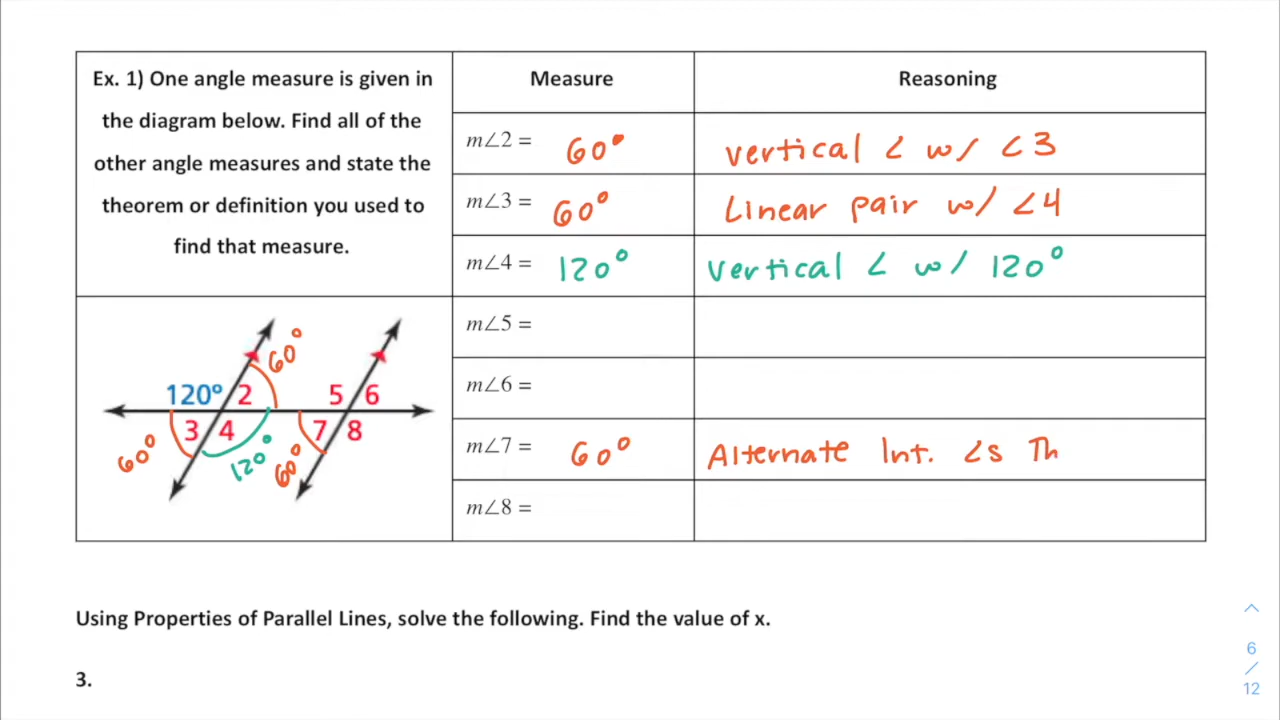 Ex. 1) One angle measure is given in
the diagram below. Find all of the
other angle measures and state the
theorem or definition you used to
find that measure.
Measure
Reasoning
m∠2 = 60°
vertical ∠ w/ ∠3
m∠3 = 60°
Linear pair w/ ∠4
m∠4 = 120°
vertical ∠ w/ 120°
m∠5 =
m∠6 =
m∠7 = 60°
Alternate Int. ∠s Th
m∠8 =
60°
120° 2 5 6
3 4 7 8
60° 120° 60°
Using Properties of Parallel Lines, solve the following. Find the value of x.
3.
6
/
12